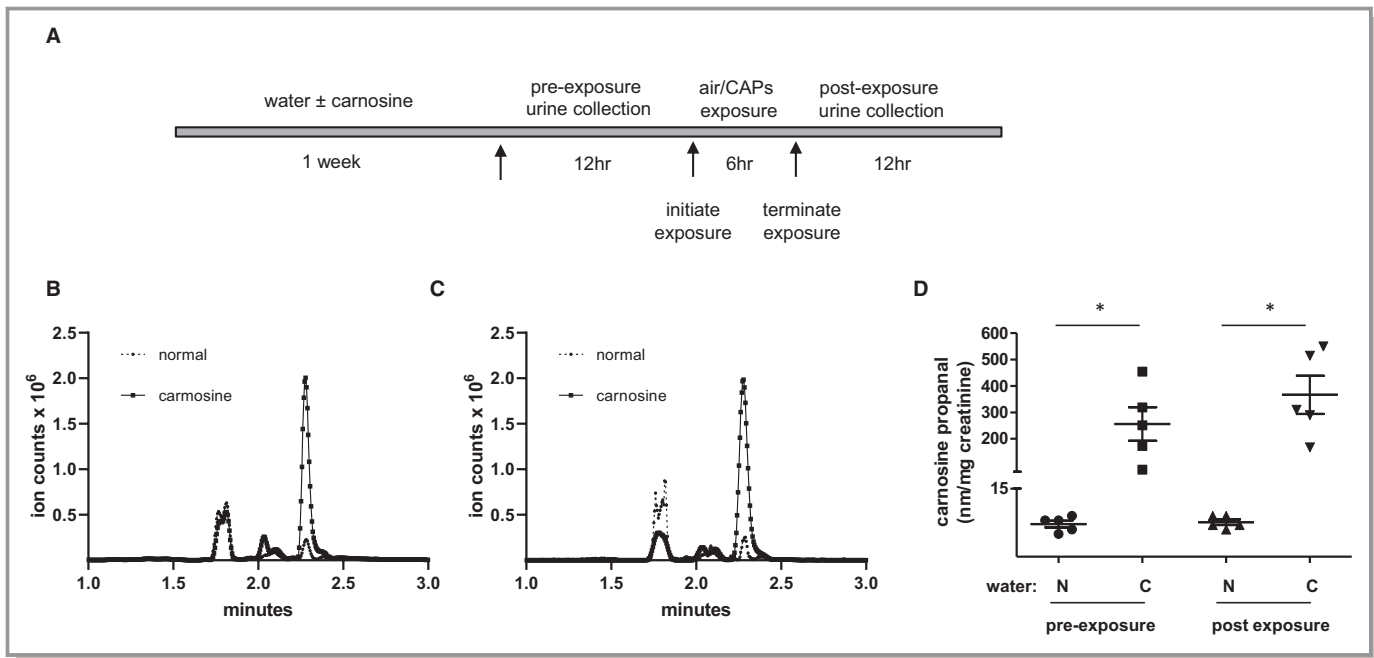 A
water ± carnosine
pre-exposure
urine collection
air/CAPs
exposure
post-exposure
urine collection
1 week
12hr
6hr
12hr
initiate
exposure
terminate
exposure
B
ion counts x 10⁶
2.5
2.0
1.5
1.0
0.5
normal
carmosine
1.0 1.5 2.0 2.5 3.0
minutes
C
ion counts x 10⁶
2.5
2.0
1.5
1.0
0.5
normal
carnosine
1.0 1.5 2.0 2.5 3.0
minutes
D
carnosine propanal
(nm/mg creatinine)
600
500
400
300
200
15
* *
water: N C N C
pre-exposure post exposure